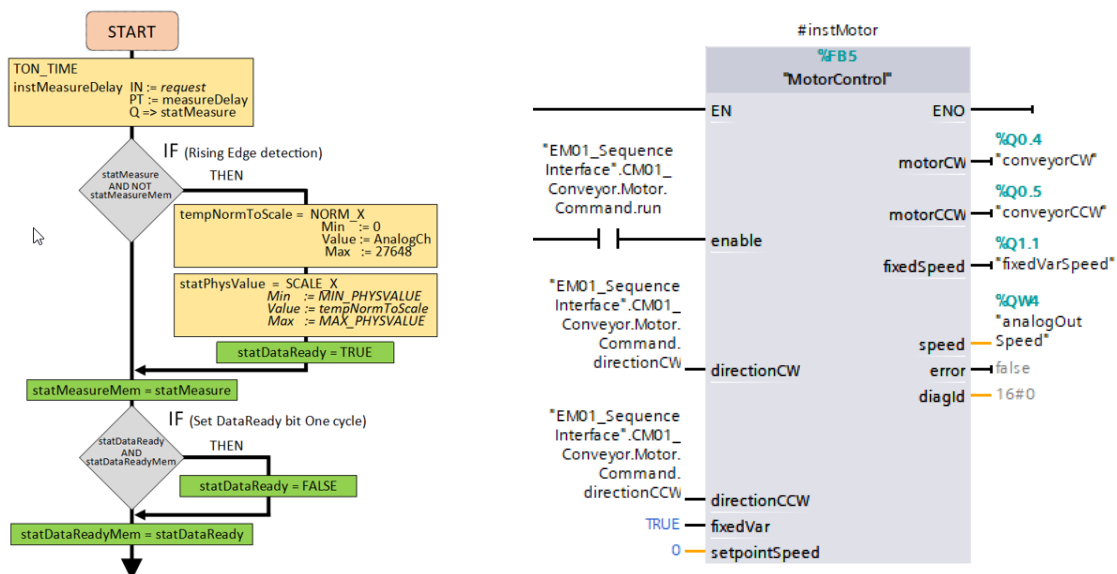 START
TON_TIME
instMeasureDelay IN := request
PT := measureDelay
Q => statMeasure
IF (Rising Edge detection)
statMeasure
AND NOT
statMeasureMem
THEN
tempNormToScale = NORM_X
Min := 0
Value := AnalogCh
Max := 27648
statPhysValue = SCALE_X
Min := MIN_PHYSVALUE
Value := tempNormToScale
Max := MAX_PHYSVALUE
statDataReady = TRUE
statMeasureMem = statMeasure
IF (Set DataReady bit One cycle)
statDataReady
AND
statDataReadyMem
THEN
statDataReady = FALSE
statDataReadyMem = statDataReady
#instMotor
%FB5
"MotorControl"
EN
ENO
"EM01_Sequence
Interface".CM01_
Conveyor.Motor.
Command.run
enable
"EM01_Sequence
Interface".CM01_
Conveyor.Motor.
Command.
directionCW
directionCW
"EM01_Sequence
Interface".CM01_
Conveyor.Motor.
Command.
directionCCW
directionCCW
TRUE
fixedVar
0
setpointSpeed
%Q0.4
motorCW
"conveyorCW"
%Q0.5
motorCCW
"conveyorCCW"
%Q1.1
fixedSpeed
"fixedVarSpeed"
%QW4
"analogOut
Speed"
speed
error
false
diagId
16#0